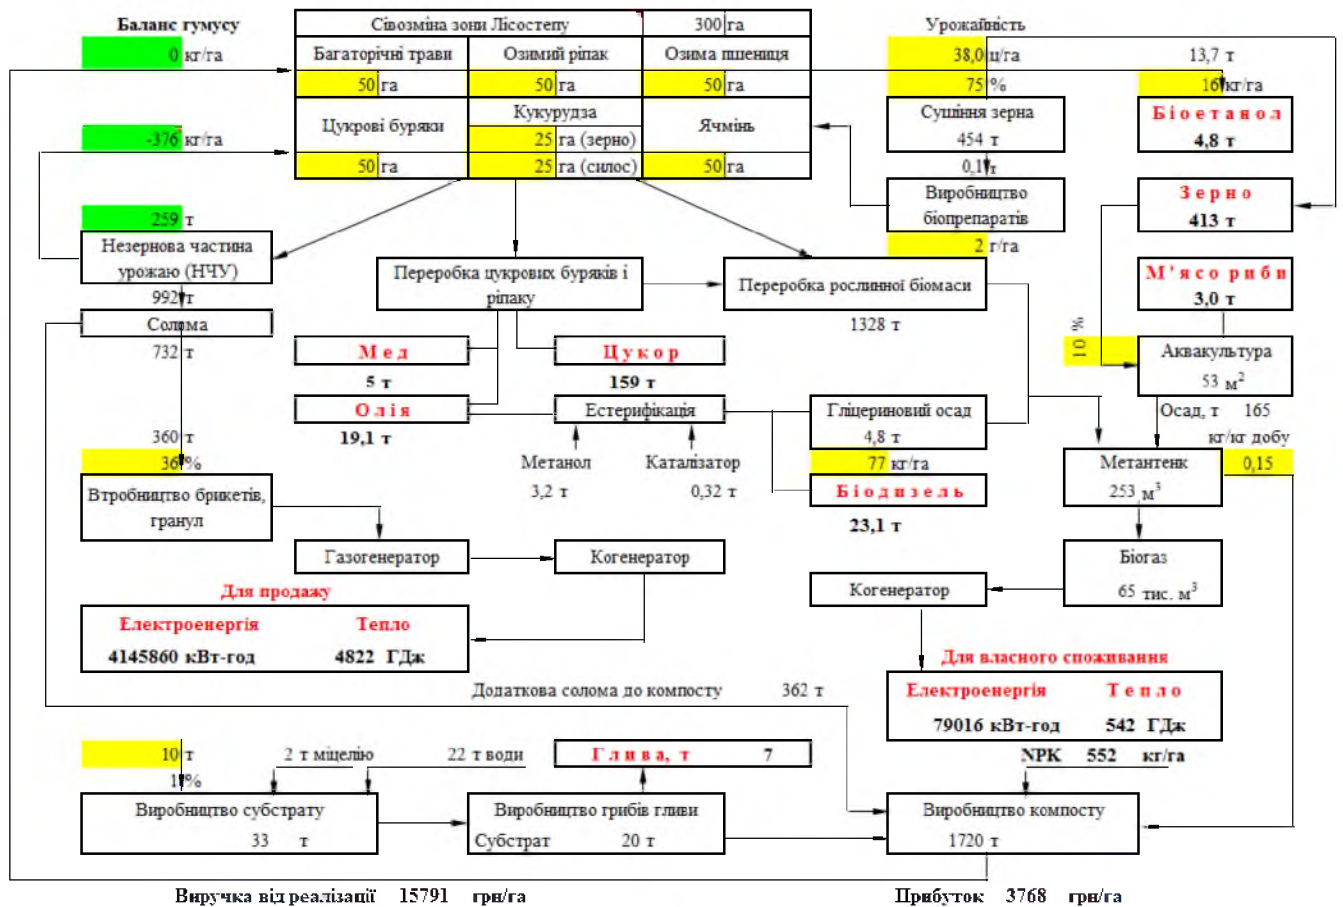 Баланс гумусу
Сівозміна зони Лісостепу 300 га
Урожайність
0 кг/га
Багаторічні трави
Озимий ріпак
Озима пшениця
38,0 ц/га
13,7 т
50 га
50 га
50 га
75 %
16 кг/га
Цукрові буряки
Кукурудза
Ячмінь
Сушіння зерна
454 т
Біоетанол
4,8 т
-376 кг/га
25 га (зерно)
50 га
25 га (силос)
50 га
0,1 т
Виробництво
біопрепаратів
Зерно
413 т
259 т
2 г/га
Незернова частина
урожаю (НЧУ)
Переробка цукрових буряків і
ріпаку
Переробка рослинної біомаси
М'ясо риби
3,0 т
992 т
Солома
1328 т
732 т
Мед
5 т
Цукор
159 т
10 %
Аквакультура
53 м²
Олія
19,1 т
Естерифікація
Гліцериновий осад
4,8 т
Осад, т 165
кг/кг добу
360 т
36 %
Метанол
3,2 т
Каталізатор
0,32 т
77 кг/га
Метантенк
253 м³
0,15
Втробництво брикетів,
гранул
Біодизель
23,1 т
Газогенератор
Когенератор
Когенератор
Біогаз
65 тис. м³
Для продажу
Електроенергія Тепло
4145860 кВт-год 4822 ГДж
Для власного споживання
Електроенергія Тепло
79016 кВт-год 542 ГДж
Додаткова солома до компосту 362 т
10 т
2 т міцелію
22 т води
Глива, т 7
NPK 552 кг/га
1%
Виробництво субстрату
33 т
Виробництво грибів гливи
Субстрат 20 т
Виробництво компосту
1720 т
Виручка від реалізації 15791 грн/га
Прибуток 3768 грн/га